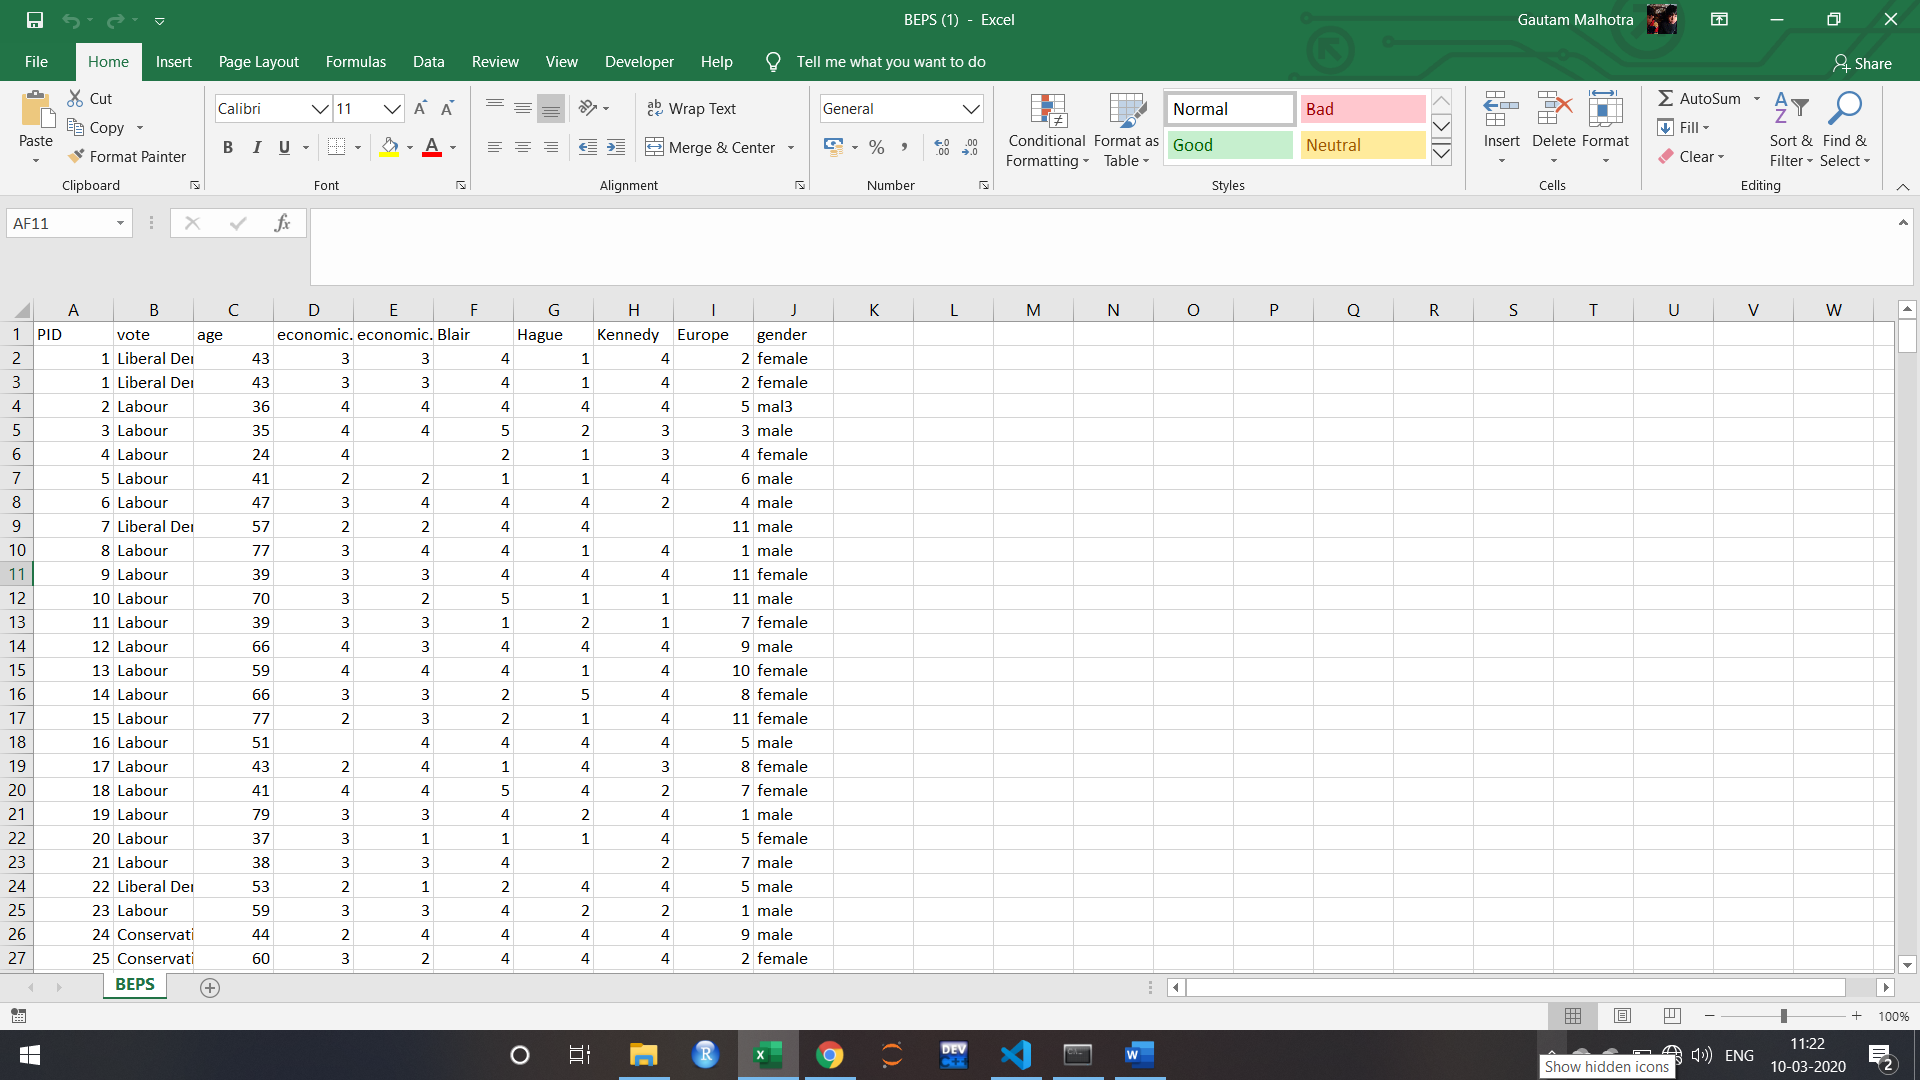 BEPS (1) - Excel
Gautam Malhotra
File Home Insert Page Layout Formulas Data Review View Developer Help Tell me what you want to do Share
Paste
Cut
Copy
Format Painter
Clipboard
Calibri 11
B I U A
Font
Wrap Text
Merge & Center
Alignment
General
%
Number
Conditional Formatting
Format as Table
Normal Bad
Good Neutral
Styles
Insert Delete Format
Cells
AutoSum
Fill
Clear
Sort & Filter
Find & Select
Editing
AF11 fx
A B C D E F G H I J K L M N O P Q R S T U V W
1 PID vote age economic. economic. Blair Hague Kennedy Europe gender
2 1 Liberal Der 43 3 3 4 1 4 2 female
3 1 Liberal Der 43 3 3 4 1 4 2 female
4 2 Labour 36 4 4 4 4 4 5 mal3
5 3 Labour 35 4 4 5 2 3 3 male
6 4 Labour 24 4 2 1 3 4 female
7 5 Labour 41 2 2 1 1 4 6 male
8 6 Labour 47 3 4 4 4 2 4 male
9 7 Liberal Der 57 2 2 4 4 11 male
10 8 Labour 77 3 4 4 1 4 1 male
11 9 Labour 39 3 3 4 4 4 11 female
12 10 Labour 70 3 2 5 1 1 11 male
13 11 Labour 39 3 3 1 2 1 7 female
14 12 Labour 66 4 3 4 4 4 9 male
15 13 Labour 59 4 4 4 1 4 10 female
16 14 Labour 66 3 3 2 5 4 8 female
17 15 Labour 77 2 3 2 1 4 11 female
18 16 Labour 51 4 4 4 4 5 male
19 17 Labour 43 2 4 1 4 3 8 female
20 18 Labour 41 4 4 5 4 2 7 female
21 19 Labour 79 3 3 4 2 4 1 male
22 20 Labour 37 3 1 1 1 4 5 female
23 21 Labour 38 3 3 4 2 7 male
24 22 Liberal Der 53 2 1 2 4 4 5 male
25 23 Labour 59 3 3 4 2 2 1 male
26 24 Conservati 44 2 4 4 4 4 9 male
27 25 Conservati 60 3 2 4 4 4 2 female
BEPS
100%
R DEV C++ W
ENG
11:22
10-03-2020
2
Show hidden icons